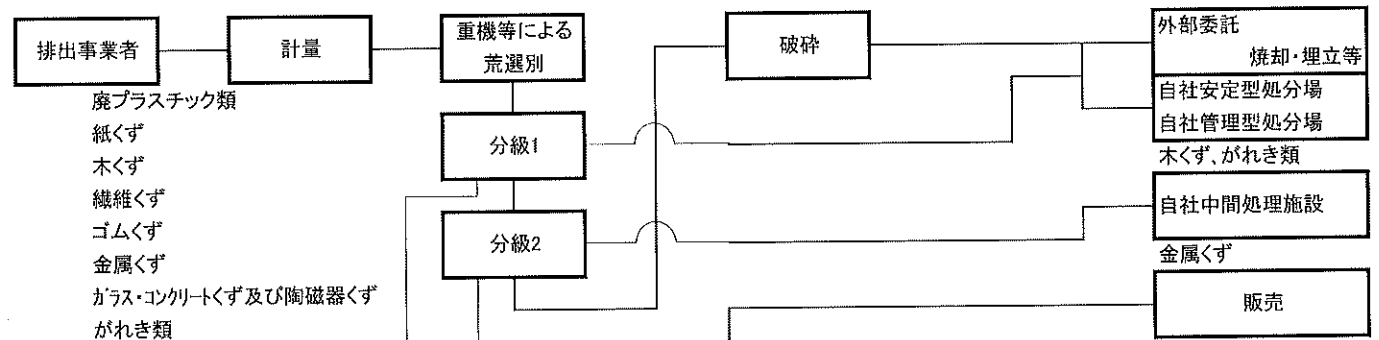 排出事業者
計量
重機等による
荒選別
破砕
外部委託
焼却・埋立等
自社安定型処分場
自社管理型処分場
廃プラスチック類
紙くず
木くず
繊維くず
ゴムくず
金属くず
ガラス・コンクリートくず及び陶磁器くず
がれき類
分級1
分級2
木くず、がれき類
自社中間処理施設
金属くず
販売